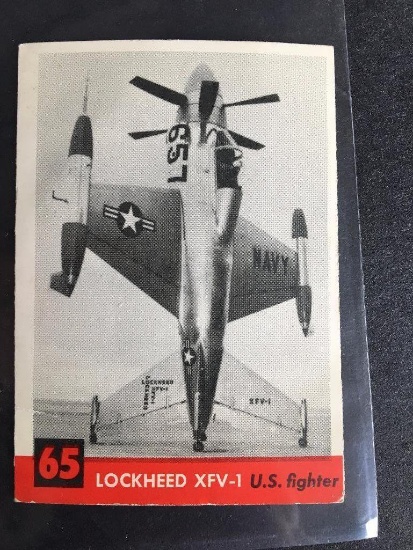 657
NAVY
LOCKHEED
XFV-1
XFV-1
65
LOCKHEED XFV-1 U.S. fighter